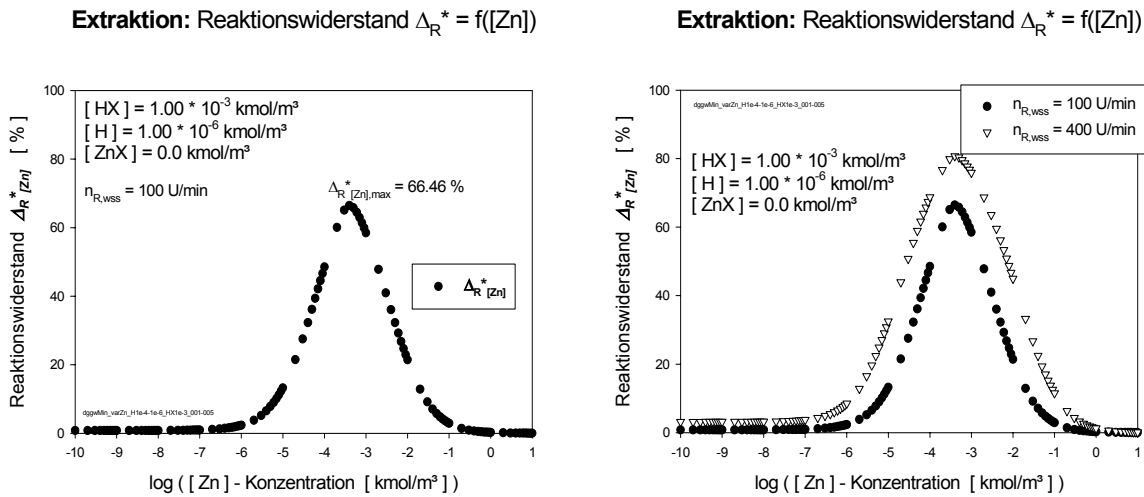 Extraktion: Reaktionswiderstand Δ_R* = f([Zn])
100
80
60
40
20
0
Reaktionswiderstand Δ_R*_[Zn] [ % ]
[ HX ] = 1.00 * 10^-3 kmol/m³
[ H ] = 1.00 * 10^-6 kmol/m³
[ ZnX ] = 0.0 kmol/m³
n_R,wss = 100 U/min
Δ_R*_[Zn],max = 66.46 %
Δ_R*_[Zn]
dggwMin_varZn_H1e-4-1e-6_HX1e-3_001-005
-10 -9 -8 -7 -6 -5 -4 -3 -2 -1 0 1
log ( [ Zn ] - Konzentration [ kmol/m³ ] )
Extraktion: Reaktionswiderstand Δ_R* = f([Zn])
100
80
60
40
20
0
Reaktionswiderstand Δ_R*_[Zn] [ % ]
dggwMin_varZn_H1e-4-1e-6_HX1e-3_001-005
n_R,wss = 100 U/min
n_R,wss = 400 U/min
[ HX ] = 1.00 * 10^-3 kmol/m³
[ H ] = 1.00 * 10^-6 kmol/m³
[ ZnX ] = 0.0 kmol/m³
-10 -9 -8 -7 -6 -5 -4 -3 -2 -1 0 1
log ( [ Zn ] - Konzentration [ kmol/m³ ] )